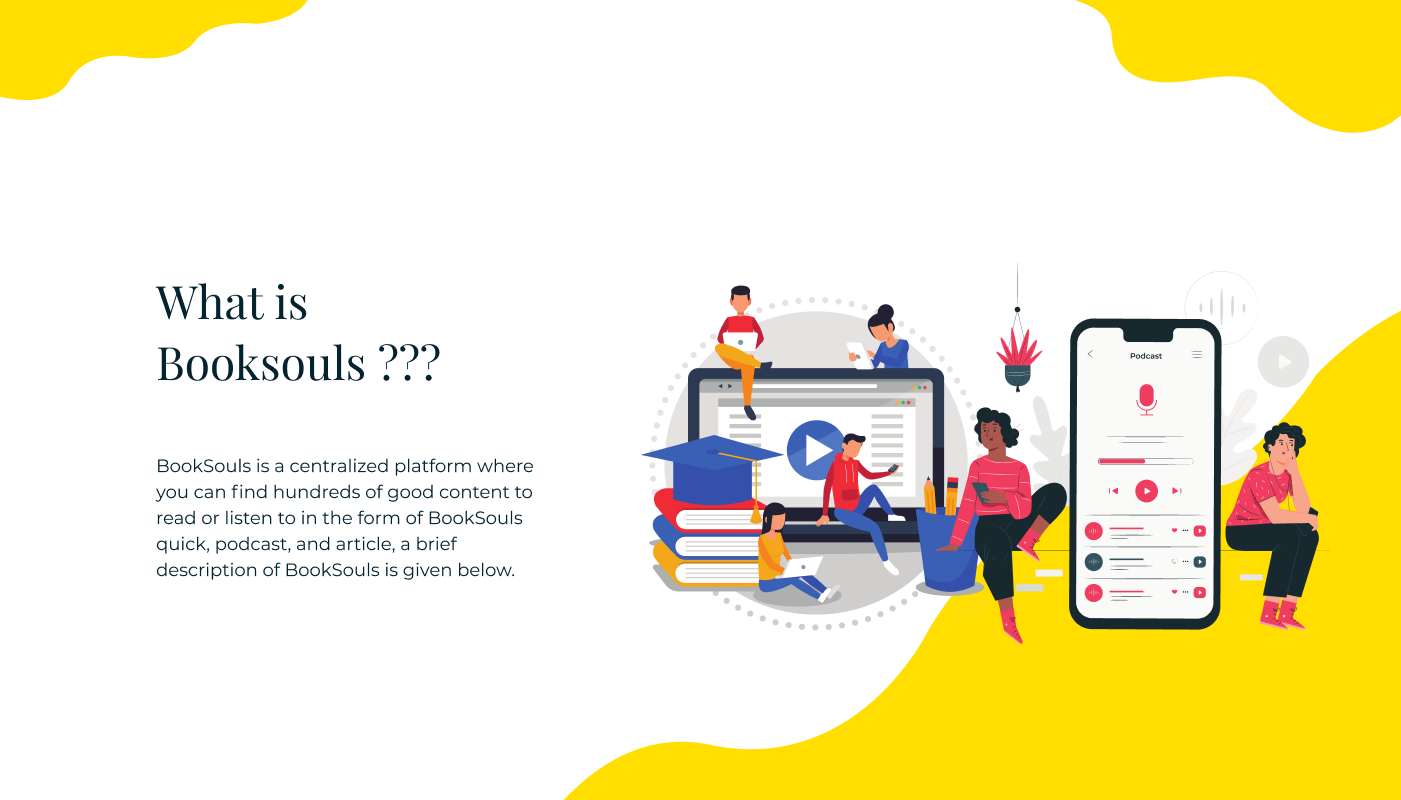 What is
Booksouls ???
BookSouls is a centralized platform where
you can find hundreds of good content to
read or listen to in the form of BookSouls
quick, podcast, and article, a brief
description of BookSouls is given below.
Podcast